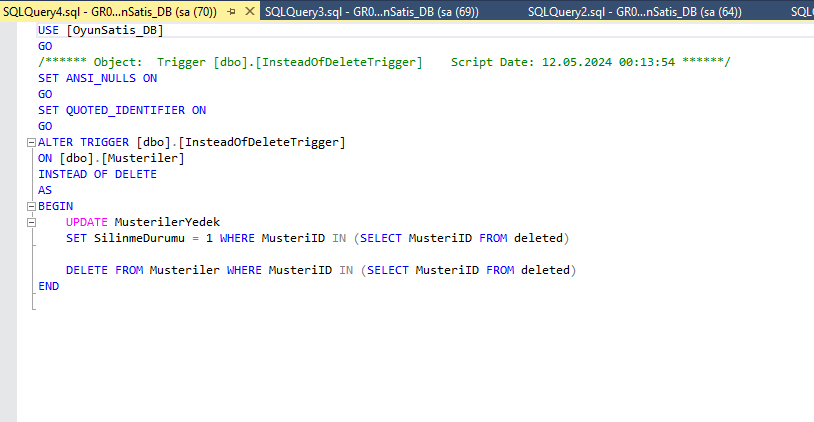 SQLQuery4.sql - GR0...nSatis_DB (sa (70)) SQLQuery3.sql - GR0...nSatis_DB (sa (69)) SQLQuery2.sql - GR0...nSatis_DB (sa (64)) SQL
USE [OyunSatis_DB]
GO
/****** Object:  Trigger [dbo].[InsteadOfDeleteTrigger]    Script Date: 12.05.2024 00:13:54 ******/
SET ANSI_NULLS ON
GO
SET QUOTED_IDENTIFIER ON
GO
ALTER TRIGGER [dbo].[InsteadOfDeleteTrigger]
ON [dbo].[Musteriler]
INSTEAD OF DELETE
AS
BEGIN
    UPDATE MusterilerYedek
    SET SilinmeDurumu = 1 WHERE MusteriID IN (SELECT MusteriID FROM deleted)
    DELETE FROM Musteriler WHERE MusteriID IN (SELECT MusteriID FROM deleted)
END